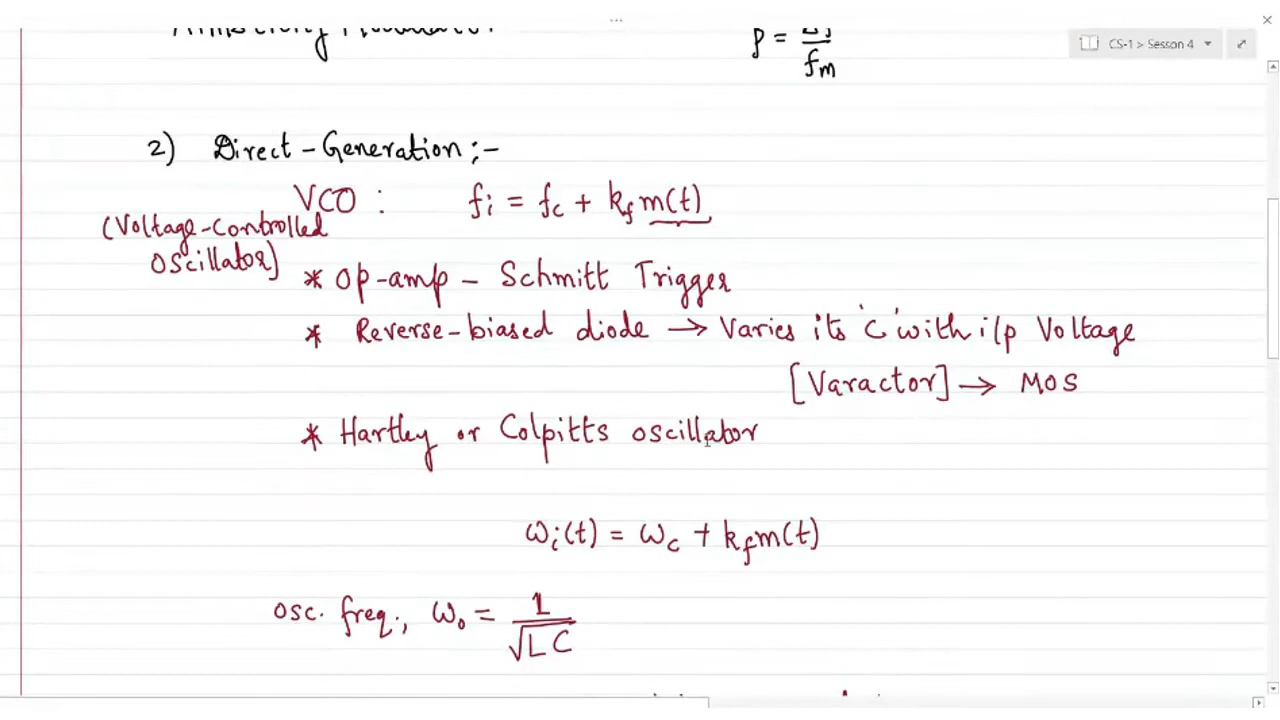 CS-1 > Sesson 4
β =
fm
2) Direct-Generation :-
VCO : fi = fc + kf m(t)
(Voltage-Controlled
Oscillator)
* Op-amp - Schmitt Trigger
* Reverse-biased diode → Varies its 'C' with i/p Voltage
[Varactor] → MOS
* Hartley or Colpitts oscillator
ωi(t) = ωc + kf m(t)
Osc. freq., ω₀ = 1/√LC